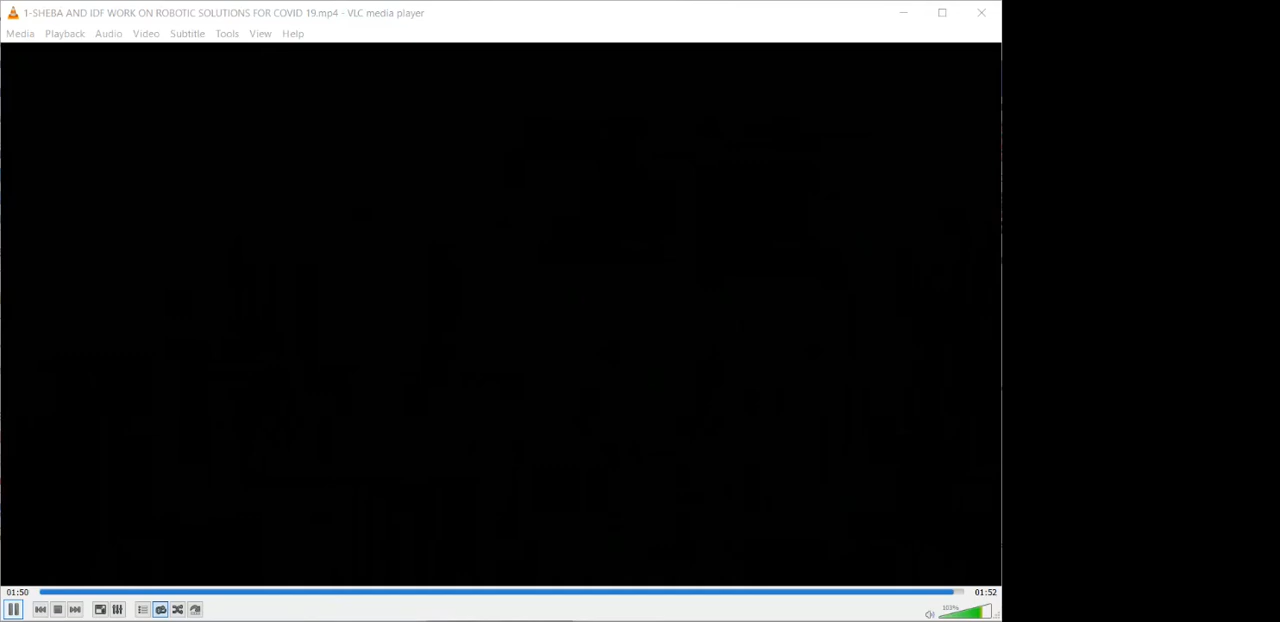 1-SHEBA AND IDF WORK ON ROBOTIC SOLUTIONS FOR COVID 19.mp4 - VLC media player
Media Playback Audio Video Subtitle Tools View Help
01:50 01:52
103%